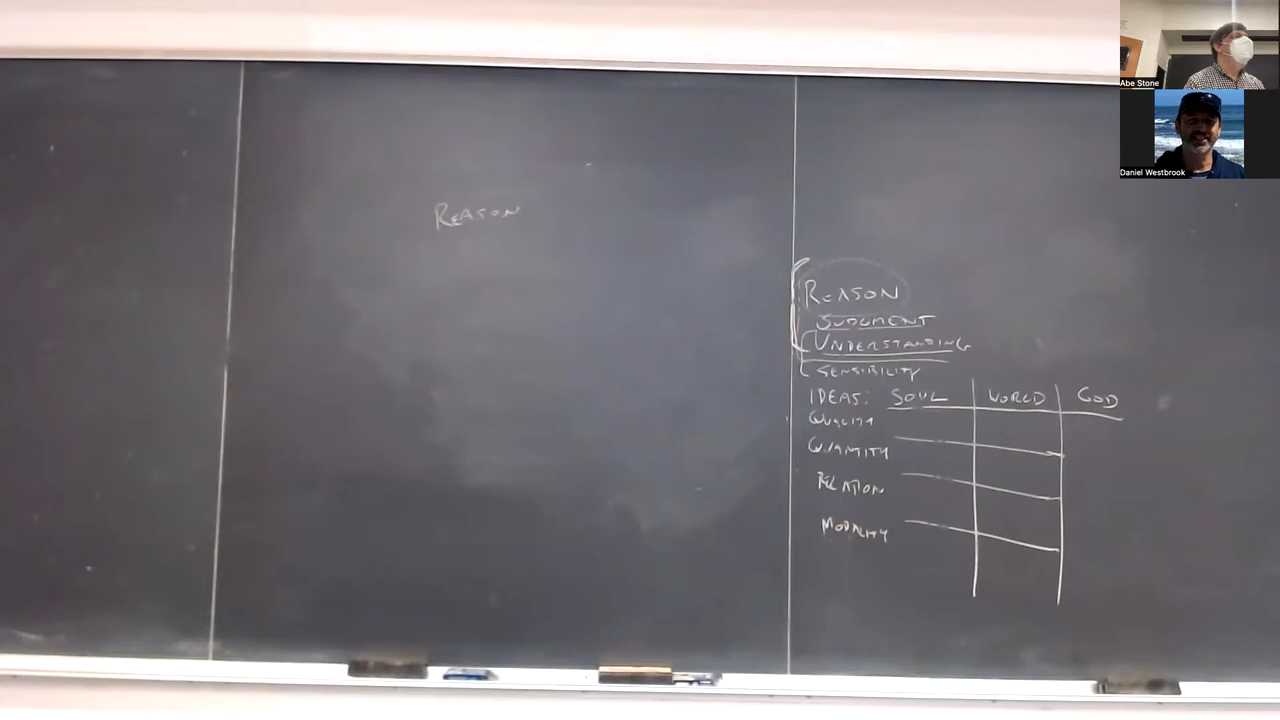 Abe Stone
Daniel Westbrook
REASON
REASON
JUDGMENT
UNDERSTANDING
SENSIBILITY
IDEAS: SOUL WORLD GOD
QUALITY
QUANTITY
RELATION
MODALITY